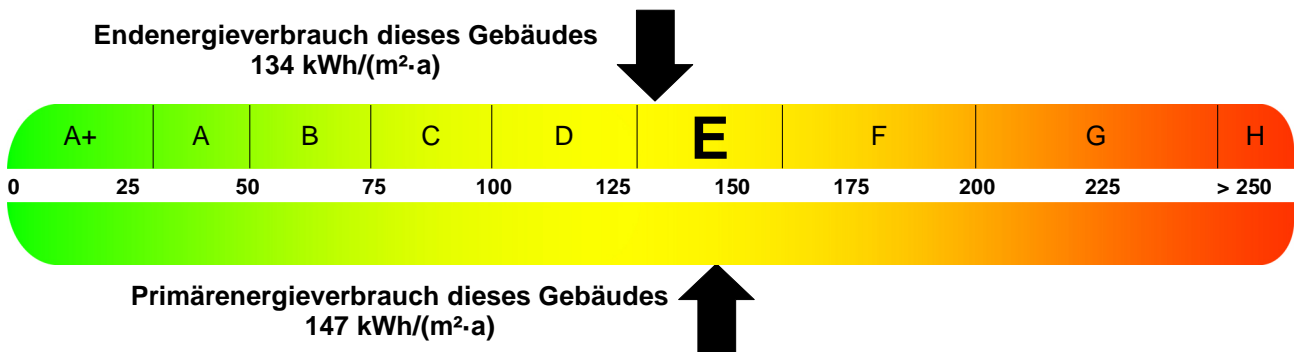 Endenergieverbrauch dieses Gebäudes
134 kWh/(m²·a)
A+ A B C D E F G H
0 25 50 75 100 125 150 175 200 225 > 250
Primärenergieverbrauch dieses Gebäudes
147 kWh/(m²·a)